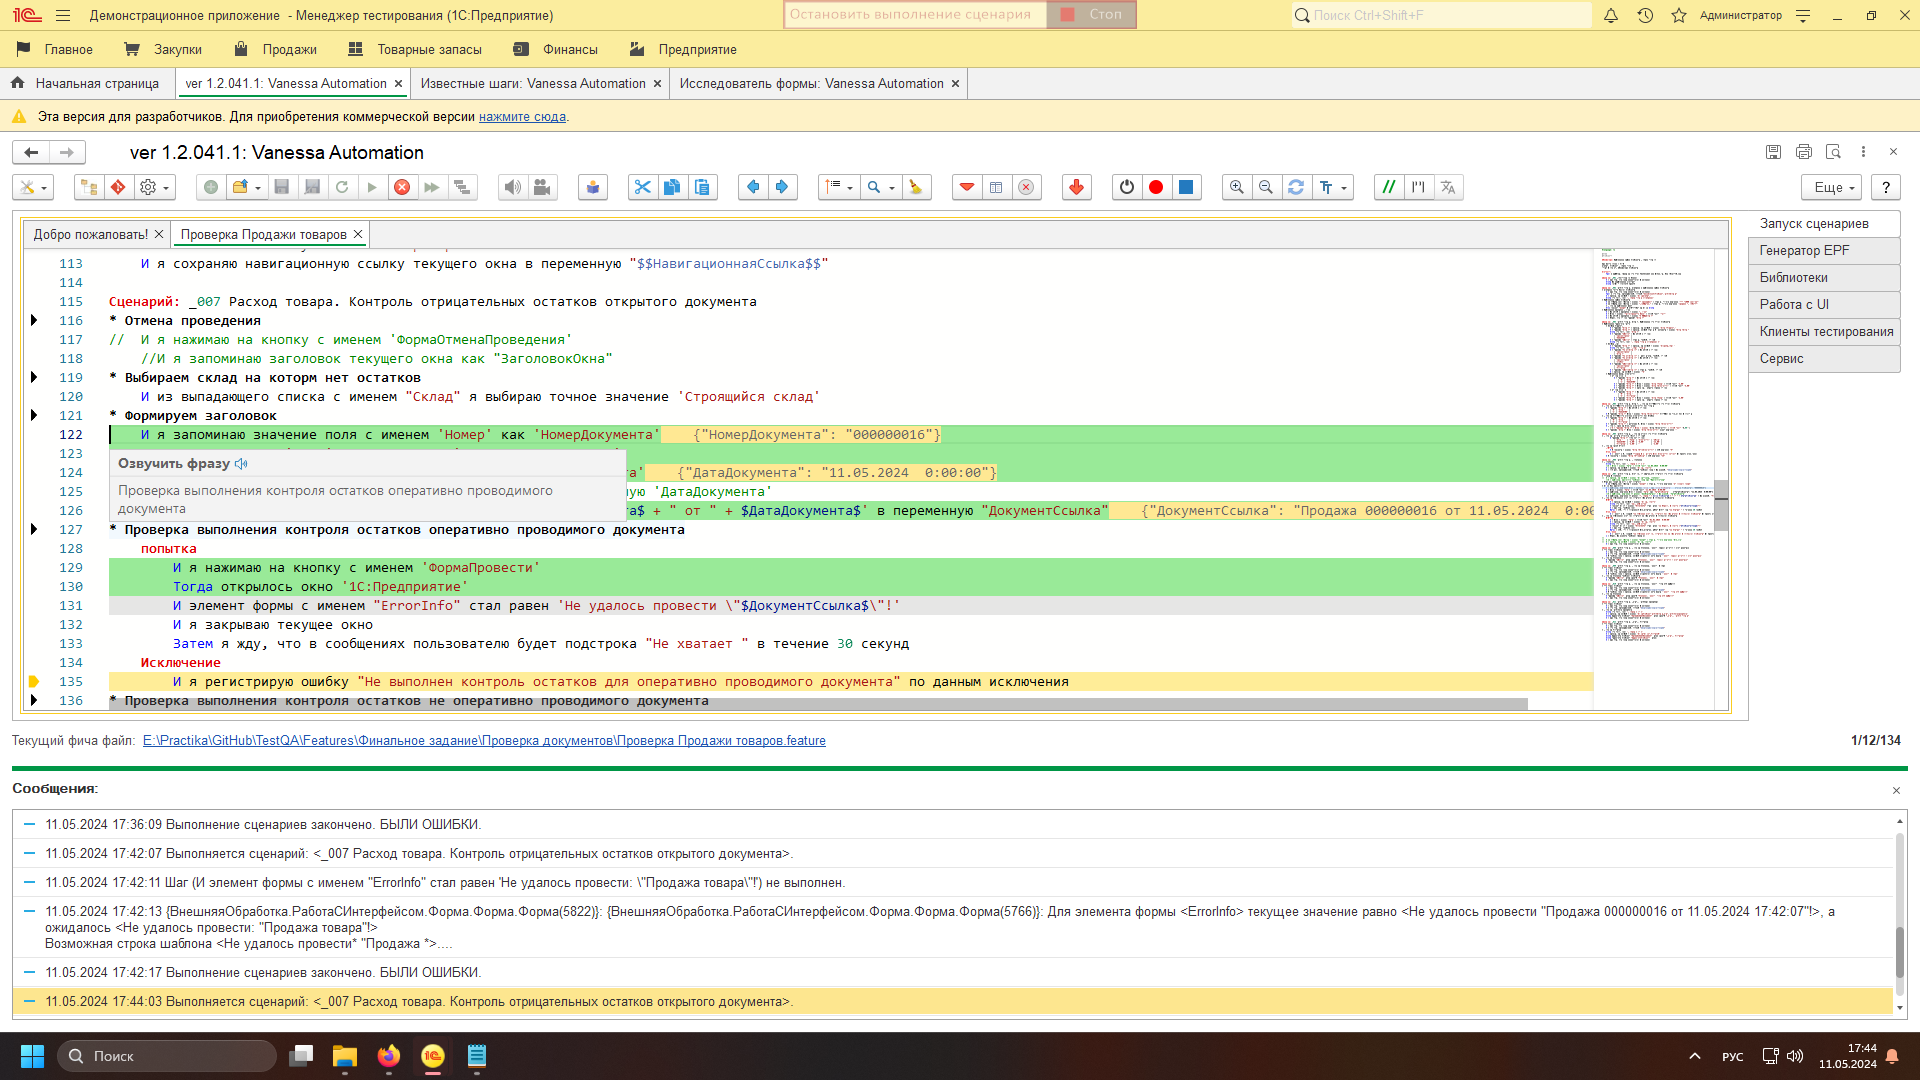 Демонстрационное приложение - Менеджер тестирования (1С:Предприятие)
Остановить выполнение сценария
Стоп
Поиск Ctrl+Shift+F
Администратор
Главное
Закупки
Продажи
Товарные запасы
Финансы
Предприятие
Начальная страница
ver 1.2.041.1: Vanessa Automation
Известные шаги: Vanessa Automation
Исследователь формы: Vanessa Automation
Эта версия для разработчиков. Для приобретения коммерческой версии нажмите сюда.
ver 1.2.041.1: Vanessa Automation
Еще
?
Добро пожаловать!
Проверка Продажи товаров
Запуск сценариев
Генератор EPF
Библиотеки
Работа с UI
Клиенты тестирования
Сервис
113 И я сохраняю навигационную ссылку текущего окна в переменную "$$НавигационнаяСсылка$$"
114
115 Сценарий: _007 Расход товара. Контроль отрицательных остатков открытого документа
116 * Отмена проведения
117 // И я нажимаю на кнопку с именем 'ФормаОтменаПроведения'
118 //И я запоминаю заголовок текущего окна как "ЗаголовокОкна"
119 * Выбираем склад на которм нет остатков
120 И из выпадающего списка с именем "Склад" я выбираю точное значение 'Строящийся склад'
121 * Формируем заголовок
122 И я запоминаю значение поля с именем 'Номер' как 'НомерДокумента' {"НомерДокумента": "000000016"}
123
Озвучить фразу
124 та' {"ДатаДокумента": "11.05.2024 0:00:00"}
Проверка выполнения контроля остатков оперативно проводимого
документа
125 ную 'ДатаДокумента'
126 та$ + " от " + $ДатаДокумента$' в переменную "ДокументСсылка" {"ДокументСсылка": "Продажа 000000016 от 11.05.2024 0:00
127 * Проверка выполнения контроля остатков оперативно проводимого документа
128 попытка
129 И я нажимаю на кнопку с именем 'ФормаПровести'
130 Тогда открылось окно '1С:Предприятие'
131 И элемент формы с именем "ErrorInfo" стал равен 'Не удалось провести \"$ДокументСсылка$\"!'
132 И я закрываю текущее окно
133 Затем я жду, что в сообщениях пользователю будет подстрока "Не хватает " в течение 30 секунд
134 Исключение
135 И я регистрирую ошибку "Не выполнен контроль остатков для оперативно проводимого документа" по данным исключения
136 * Проверка выполнения контроля остатков не оперативно проводимого документа
Текущий фича файл: E:\Practika\GitHub\TestQA\Features\Финальное задание\Проверка документов\Проверка Продажи товаров.feature
1/12/134
Сообщения:
11.05.2024 17:36:09 Выполнение сценариев закончено. БЫЛИ ОШИБКИ.
11.05.2024 17:42:07 Выполняется сценарий: <_007 Расход товара. Контроль отрицательных остатков открытого документа>.
11.05.2024 17:42:11 Шаг (И элемент формы с именем "ErrorInfo" стал равен 'Не удалось провести: \"Продажа товара\"!') не выполнен.
11.05.2024 17:42:13 {ВнешняяОбработка.РаботаСИнтерфейсом.Форма.Форма.Форма(5822)}: {ВнешняяОбработка.РаботаСИнтерфейсом.Форма.Форма.Форма(5766)}: Для элемента формы <ErrorInfo> текущее значение равно <Не удалось провести "Продажа 000000016 от 11.05.2024 17:42:07"!>, а
ожидалось <Не удалось провести: "Продажа товара"!>
Возможная строка шаблона <Не удалось провести* "Продажа *>....
11.05.2024 17:42:17 Выполнение сценариев закончено. БЫЛИ ОШИБКИ.
11.05.2024 17:44:03 Выполняется сценарий: <_007 Расход товара. Контроль отрицательных остатков открытого документа>.
Поиск
РУС
17:44
11.05.2024